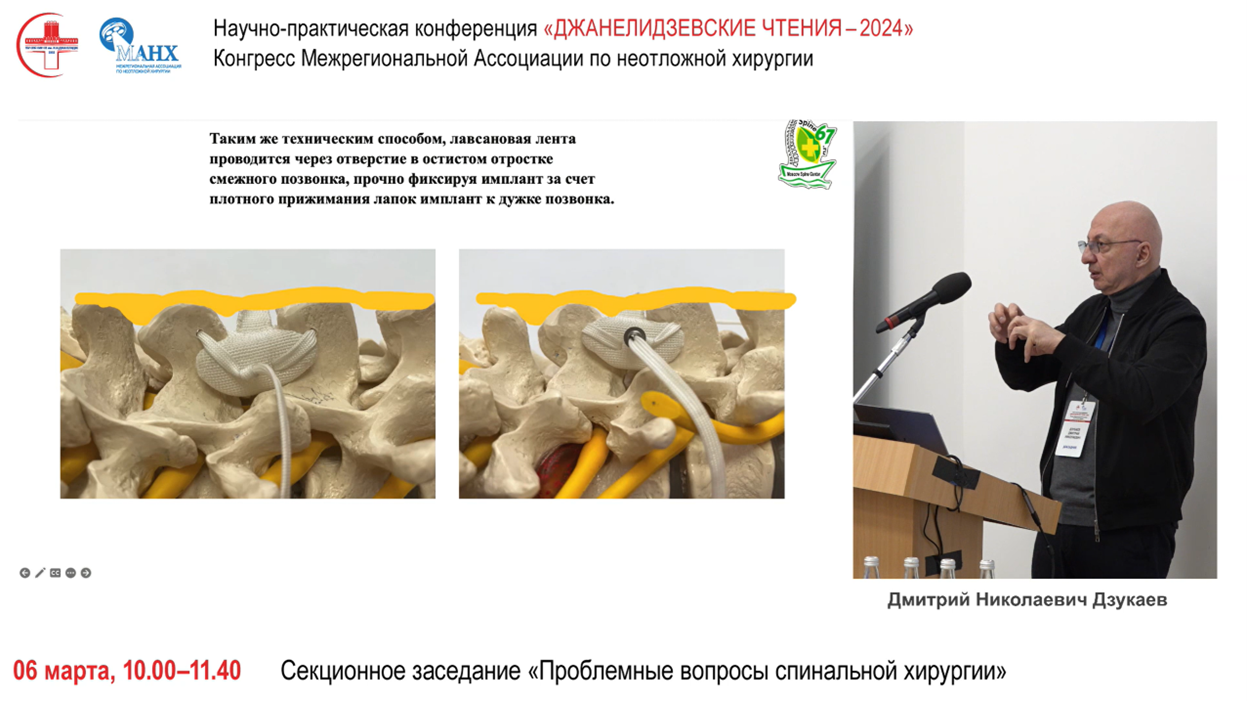 Научно-практическая конференция «ДЖАНЕЛИДЗЕВСКИЕ ЧТЕНИЯ – 2024»
Конгресс Межрегиональной Ассоциации по неотложной хирургии
МАНХ
МЕЖРЕГИОНАЛЬНАЯ АССОЦИАЦИЯ
ПО НЕОТЛОЖНОЙ ХИРУРГИИ
Таким же техническим способом, лавсановая лента
проводится через отверстие в остистом отростке
смежного позвонка, прочно фиксируя имплант за счет
плотного прижимания лапок имплант к дужке позвонка.
Spine
67
Moscow Spine Center
Дмитрий Николаевич Дзукаев
06 марта, 10.00–11.40
Секционное заседание «Проблемные вопросы спинальной хирургии»